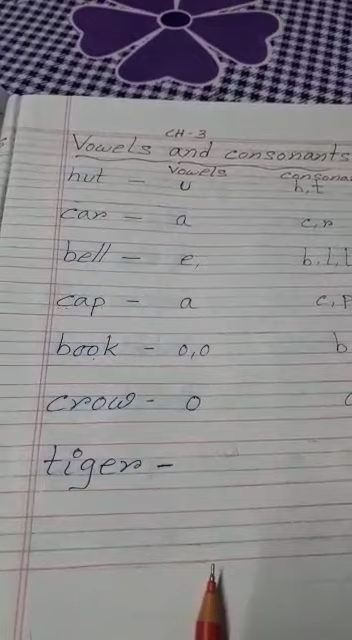 CH-3
Vowels and consonants
Vowels
hut - u h, t
car - a c, r
bell - e, b, l, l
cap - a c, p
book - o, o b
crow - o
tiger -